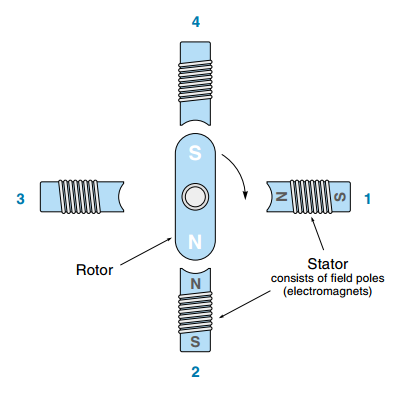 4
S
3
N
S
1
N
Rotor
Stator
consists of field poles
(electromagnets)
N
S
2